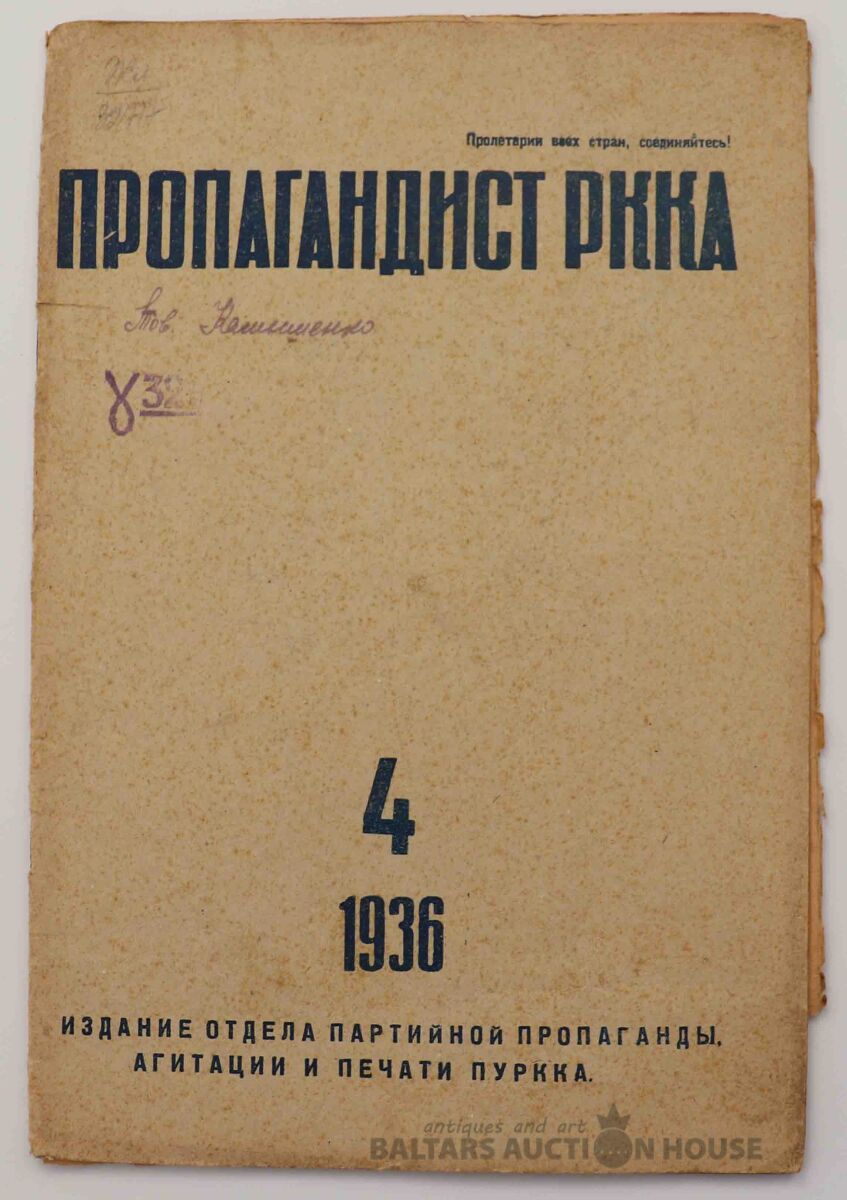 Пролетарии всех стран, соединяйтесь!
ПРОПАГАНДИСТ РККА
Тов.
32
4
1936
ИЗДАНИЕ ОТДЕЛА ПАРТИЙНОЙ ПРОПАГАНДЫ,
АГИТАЦИИ И ПЕЧАТИ ПУРККА.
antiques and art
BALTARS AUCTION HOUSE